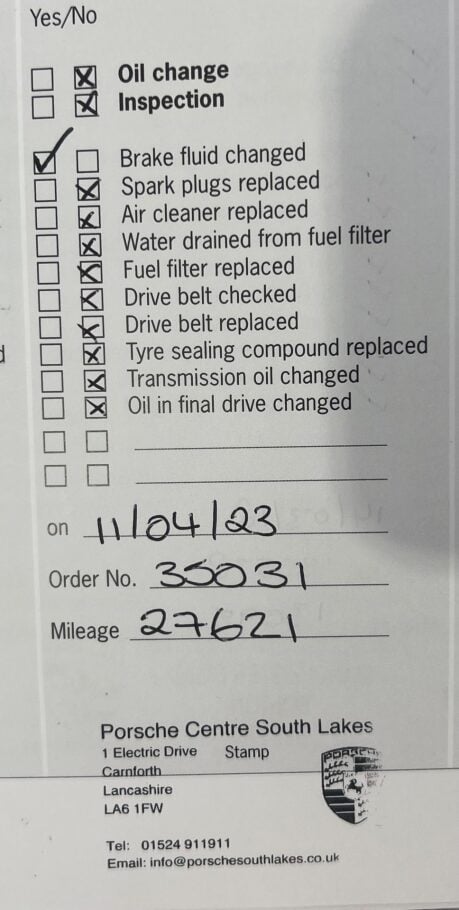 Yes/No
Oil change
Inspection
Brake fluid changed
Spark plugs replaced
Air cleaner replaced
Water drained from fuel filter
Fuel filter replaced
Drive belt checked
Drive belt replaced
Tyre sealing compound replaced
Transmission oil changed
Oil in final drive changed
on 11/04/23
Order No. 35031
Mileage 27621
Porsche Centre South Lakes
1 Electric Drive Stamp
Carnforth
Lancashire
LA6 1FW
PORSCHE
Tel: 01524 911911
Email: info@porschesouthlakes.co.uk